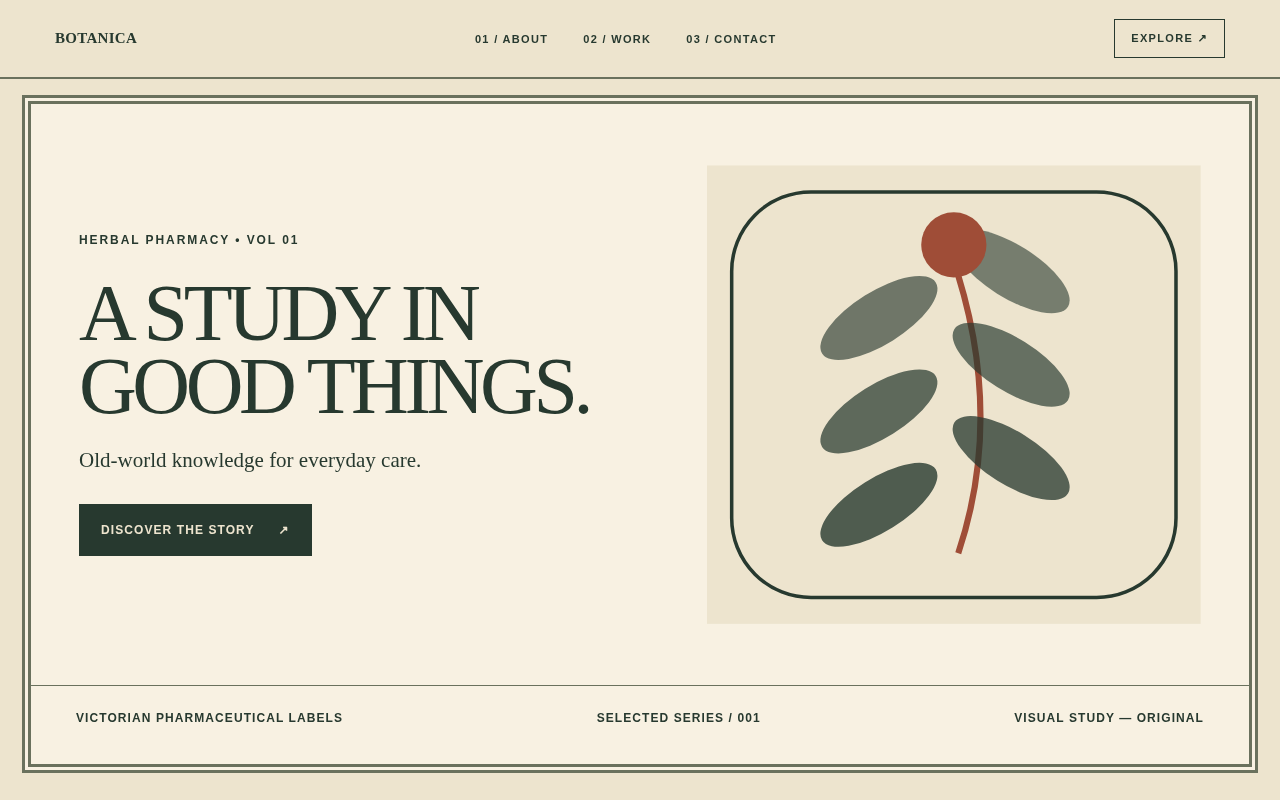 BOTANICA
01 / ABOUT
02 / WORK
03 / CONTACT
EXPLORE ↗
HERBAL PHARMACY • VOL 01
A STUDY IN
GOOD THINGS.
Old-world knowledge for everyday care.
DISCOVER THE STORY ↗
VICTORIAN PHARMACEUTICAL LABELS
SELECTED SERIES / 001
VISUAL STUDY — ORIGINAL